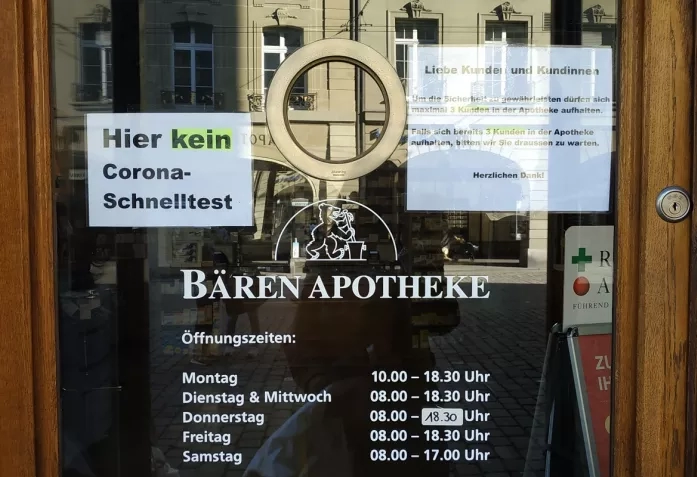 Hier kein
Corona-
Schnelltest
Liebe Kunden und Kundinnen
Um die Sicherheit zu gewährleisten dürfen sich
maximal 3 Kunden in der Apotheke aufhalten.
Falls sich bereits 3 Kunden in der Apotheke
aufhalten, bitten wir Sie draussen zu warten.
Herzlichen Dank!
BÄREN APOTHEKE
Öffnungszeiten:
Montag 10.00 – 18.30 Uhr
Dienstag & Mittwoch 08.00 – 18.30 Uhr
Donnerstag 08.00 – 18.30 Uhr
Freitag 08.00 – 18.30 Uhr
Samstag 08.00 – 17.00 Uhr
R
A
FÜHREND
ZU
IH